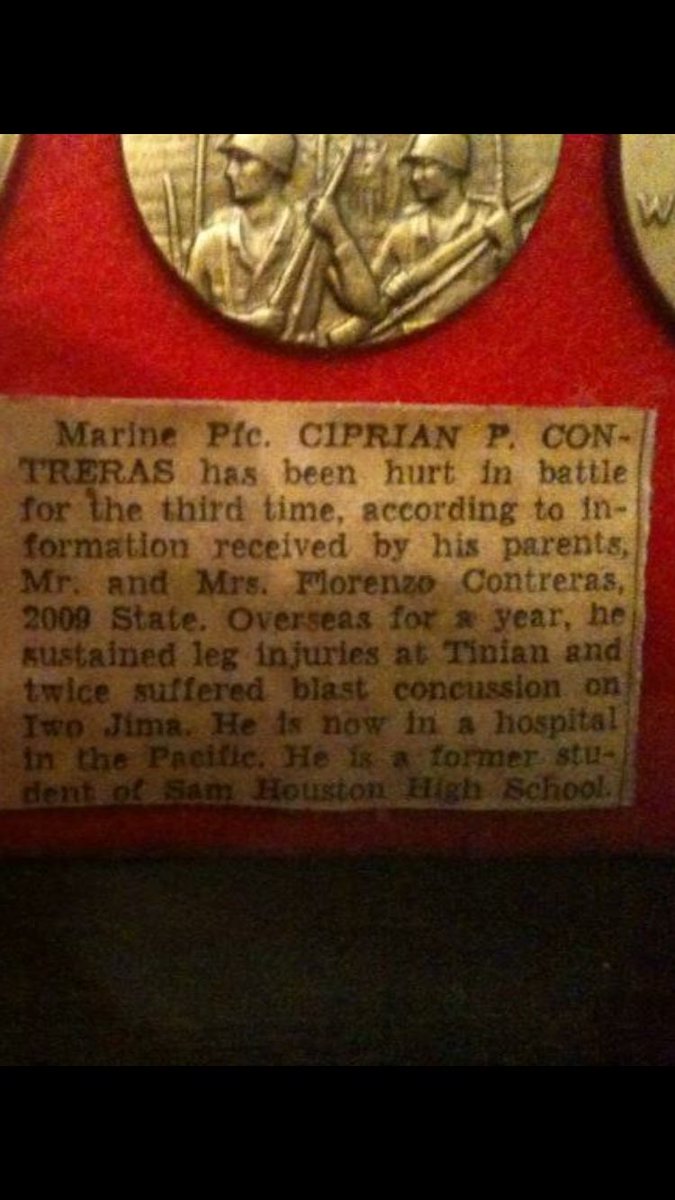 W
Marine Pfc. CIPRIAN P. CON-
TRERAS has been hurt in battle
for the third time, according to in-
formation received by his parents,
Mr. and Mrs. Florenzo Contreras,
2009 State. Overseas for a year, he
sustained leg injuries at Tinian and
twice suffered blast concussion on
Iwo Jima. He is now in a hospital
in the Pacific. He is a former stu-
dent of Sam Houston High School.